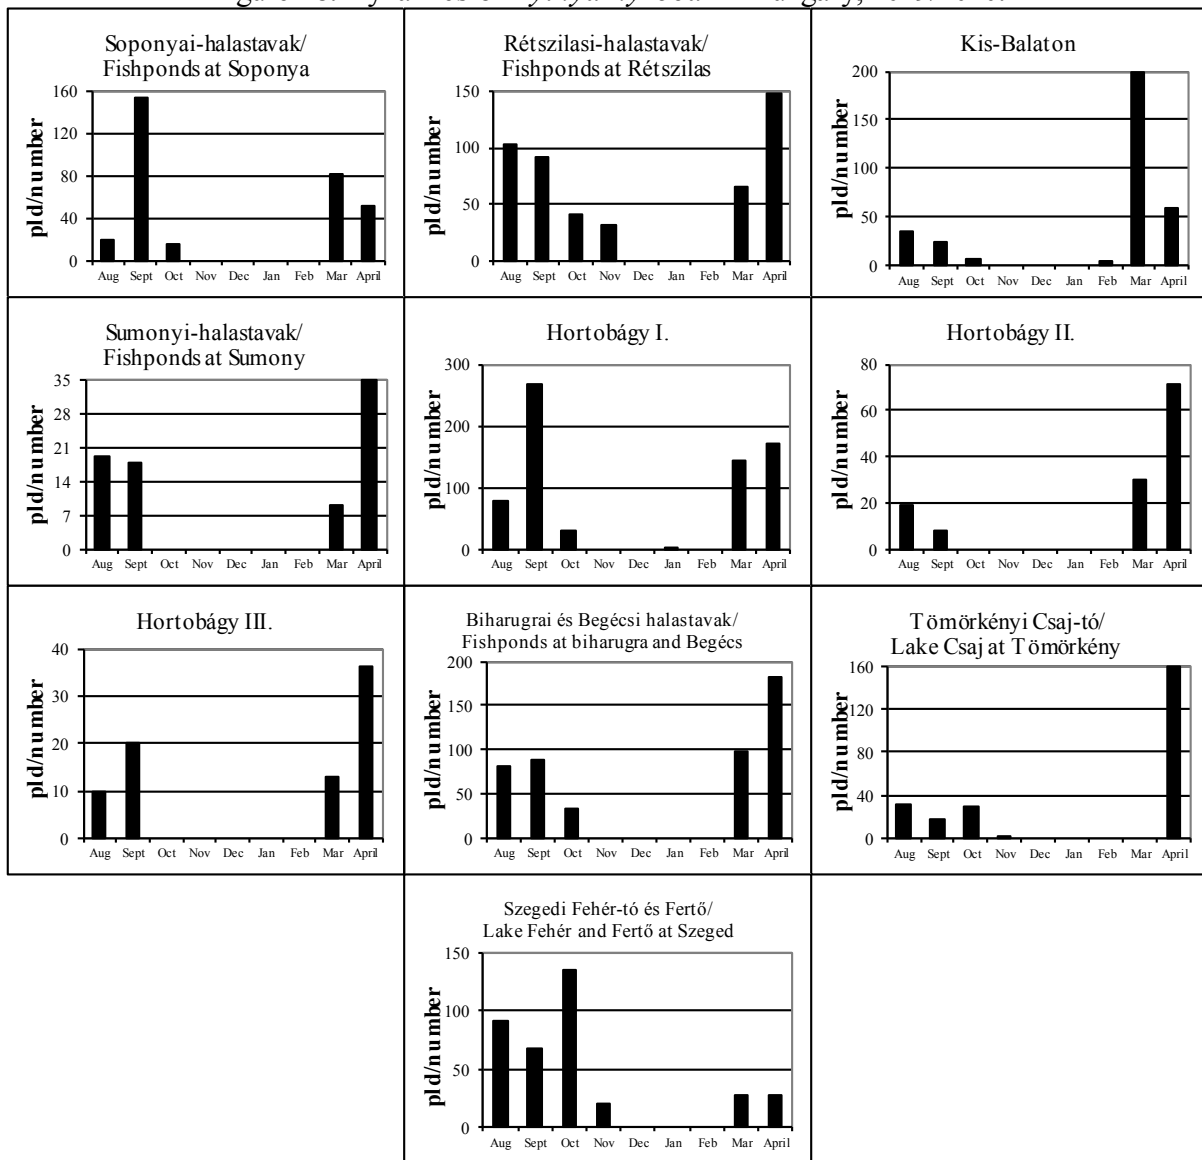 Soponyai-halastavak/
Fishponds at Soponya
pld/number
160
120
80
40
0
Aug Sept Oct Nov Dec Jan Feb Mar April
Rétszilasi-halastavak/
Fishponds at Rétszilas
pld/number
150
100
50
0
Aug Sept Oct Nov Dec Jan Feb Mar April
Kis-Balaton
pld/number
200
150
100
50
0
Aug Sept Oct Nov Dec Jan Feb Mar April
Sumonyi-halastavak/
Fishponds at Sumony
pld/number
35
28
21
14
7
0
Aug Sept Oct Nov Dec Jan Feb Mar April
Hortobágy I.
pld/number
300
200
100
0
Aug Sept Oct Nov Dec Jan Feb Mar April
Hortobágy II.
pld/number
80
60
40
20
0
Aug Sept Oct Nov Dec Jan Feb Mar April
Hortobágy III.
pld/number
40
30
20
10
0
Aug Sept Oct Nov Dec Jan Feb Mar April
Biharugrai és Begécsi halastavak/
Fishponds at biharugra and Begécs
pld/number
200
150
100
50
0
Aug Sept Oct Nov Dec Jan Feb Mar April
Tömörkényi Csaj-tó/
Lake Csaj at Tömörkény
pld/number
160
120
80
40
0
Aug Sept Oct Nov Dec Jan Feb Mar April
Szegedi Fehér-tó és Fertő/
Lake Fehér and Fertő at Szeged
pld/number
150
100
50
0
Aug Sept Oct Nov Dec Jan Feb Mar April